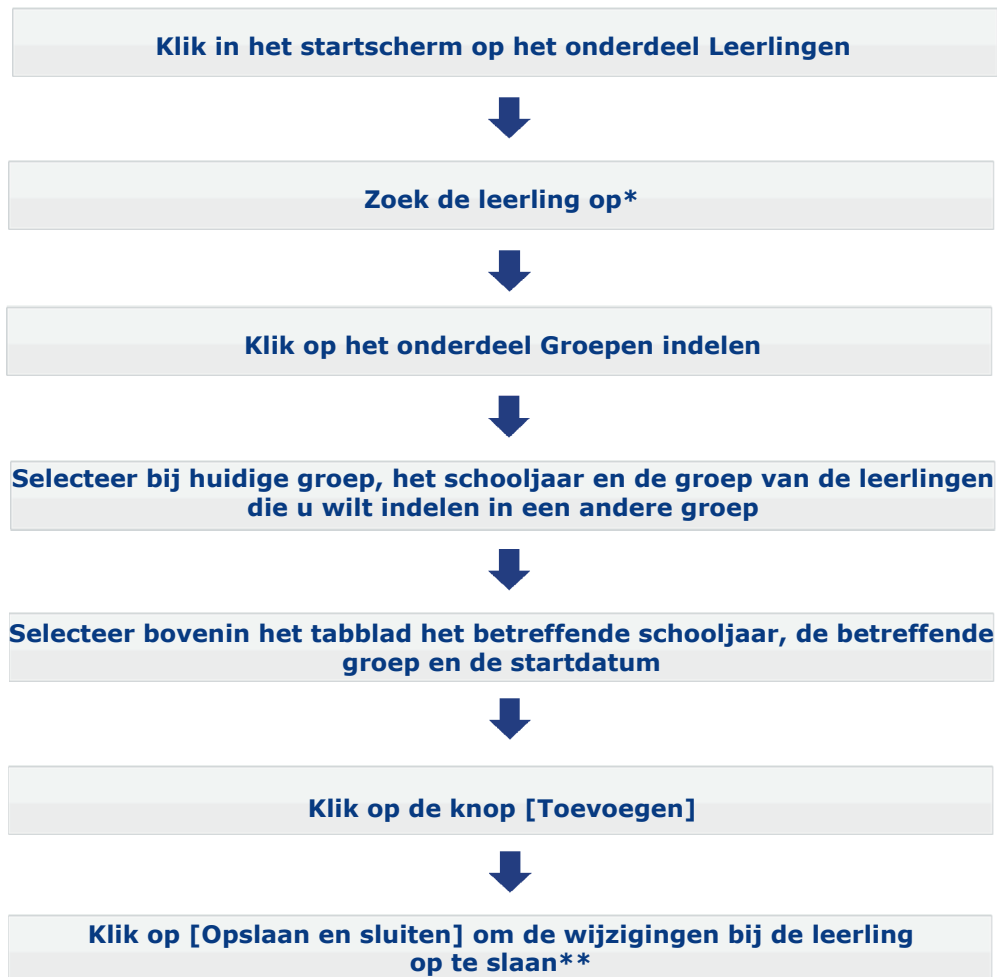 Klik in het startscherm op het onderdeel Leerlingen
Zoek de leerling op*
Klik op het onderdeel Groepen indelen
Selecteer bij huidige groep, het schooljaar en de groep van de leerlingen
die u wilt indelen in een andere groep
Selecteer bovenin het tabblad het betreffende schooljaar, de betreffende
groep en de startdatum
Klik op de knop [Toevoegen]
Klik op [Opslaan en sluiten] om de wijzigingen bij de leerling
op te slaan**